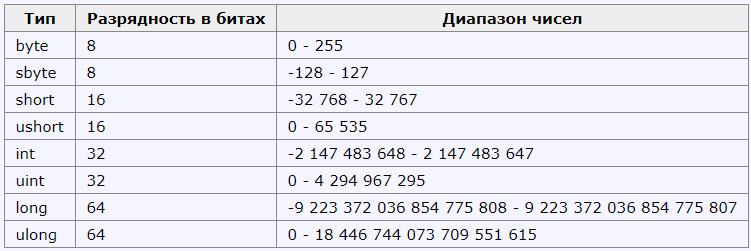 Тип Разрядность в битах Диапазон чисел
byte 8 0 - 255
sbyte 8 -128 - 127
short 16 -32 768 - 32 767
ushort 16 0 - 65 535
int 32 -2 147 483 648 - 2 147 483 647
uint 32 0 - 4 294 967 295
long 64 -9 223 372 036 854 775 808 - 9 223 372 036 854 775 807
ulong 64 0 - 18 446 744 073 709 551 615